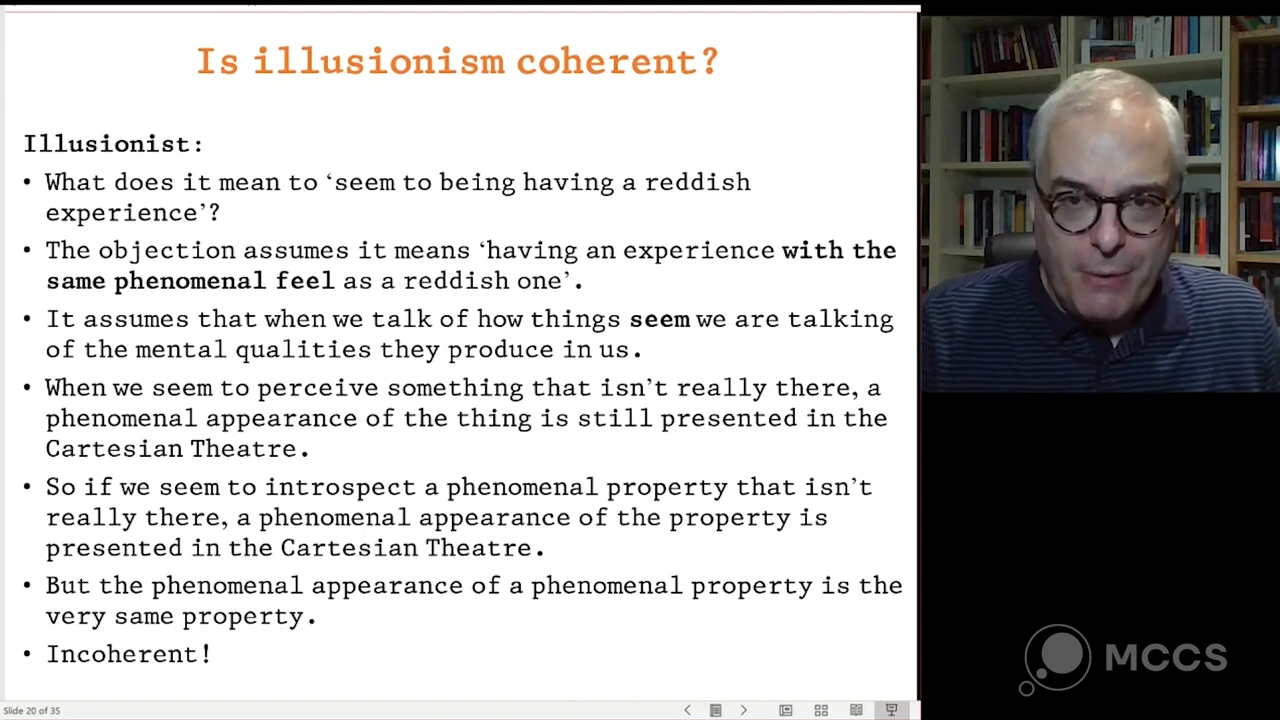 Is illusionism coherent?
Illusionist:
• What does it mean to ‘seem to being having a reddish
experience’?
• The objection assumes it means ‘having an experience with the
same phenomenal feel as a reddish one’.
• It assumes that when we talk of how things seem we are talking
of the mental qualities they produce in us.
• When we seem to perceive something that isn’t really there, a
phenomenal appearance of the thing is still presented in the
Cartesian Theatre.
• So if we seem to introspect a phenomenal property that isn’t
really there, a phenomenal appearance of the property is
presented in the Cartesian Theatre.
• But the phenomenal appearance of a phenomenal property is the
very same property.
• Incoherent!
Slide 20 of 35
MCCS